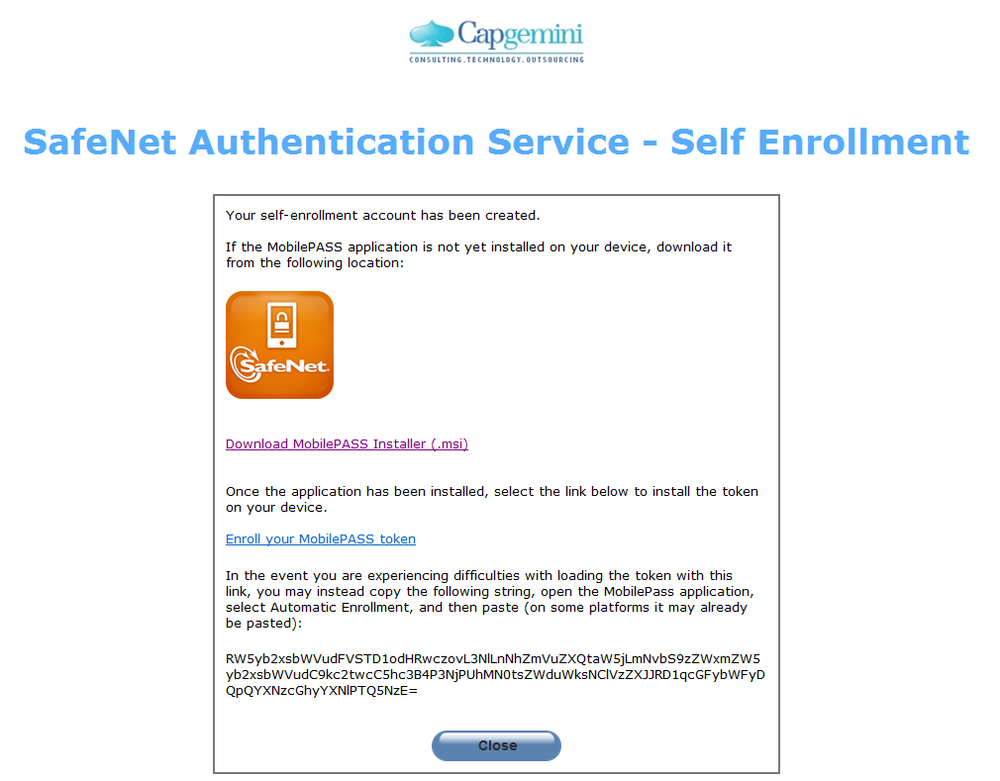 Capgemini
CONSULTING.TECHNOLOGY.OUTSOURCING
SafeNet Authentication Service - Self Enrollment
Your self-enrollment account has been created.
If the MobilePASS application is not yet installed on your device, download it
from the following location:
SafeNet.
Download MobilePASS Installer (.msi)
Once the application has been installed, select the link below to install the token
on your device.
Enroll your MobilePASS token
In the event you are experiencing difficulties with loading the token with this
link, you may instead copy the following string, open the MobilePass application,
select Automatic Enrollment, and then paste (on some platforms it may already
be pasted):
RW5yb2xsbWVudFVSTD1odHRwczovL3NlLnNhZmVuZXQtaW5jLmNvbS9zZWxmZW5
yb2xsbWVudC9kc2twcC5hc3B4P3NjPUhMN0tsZWduWksNClVzZXJJRD1qcGFybWFyD
QpQYXNzcGhyYXNlPTQ5NzE=
Close